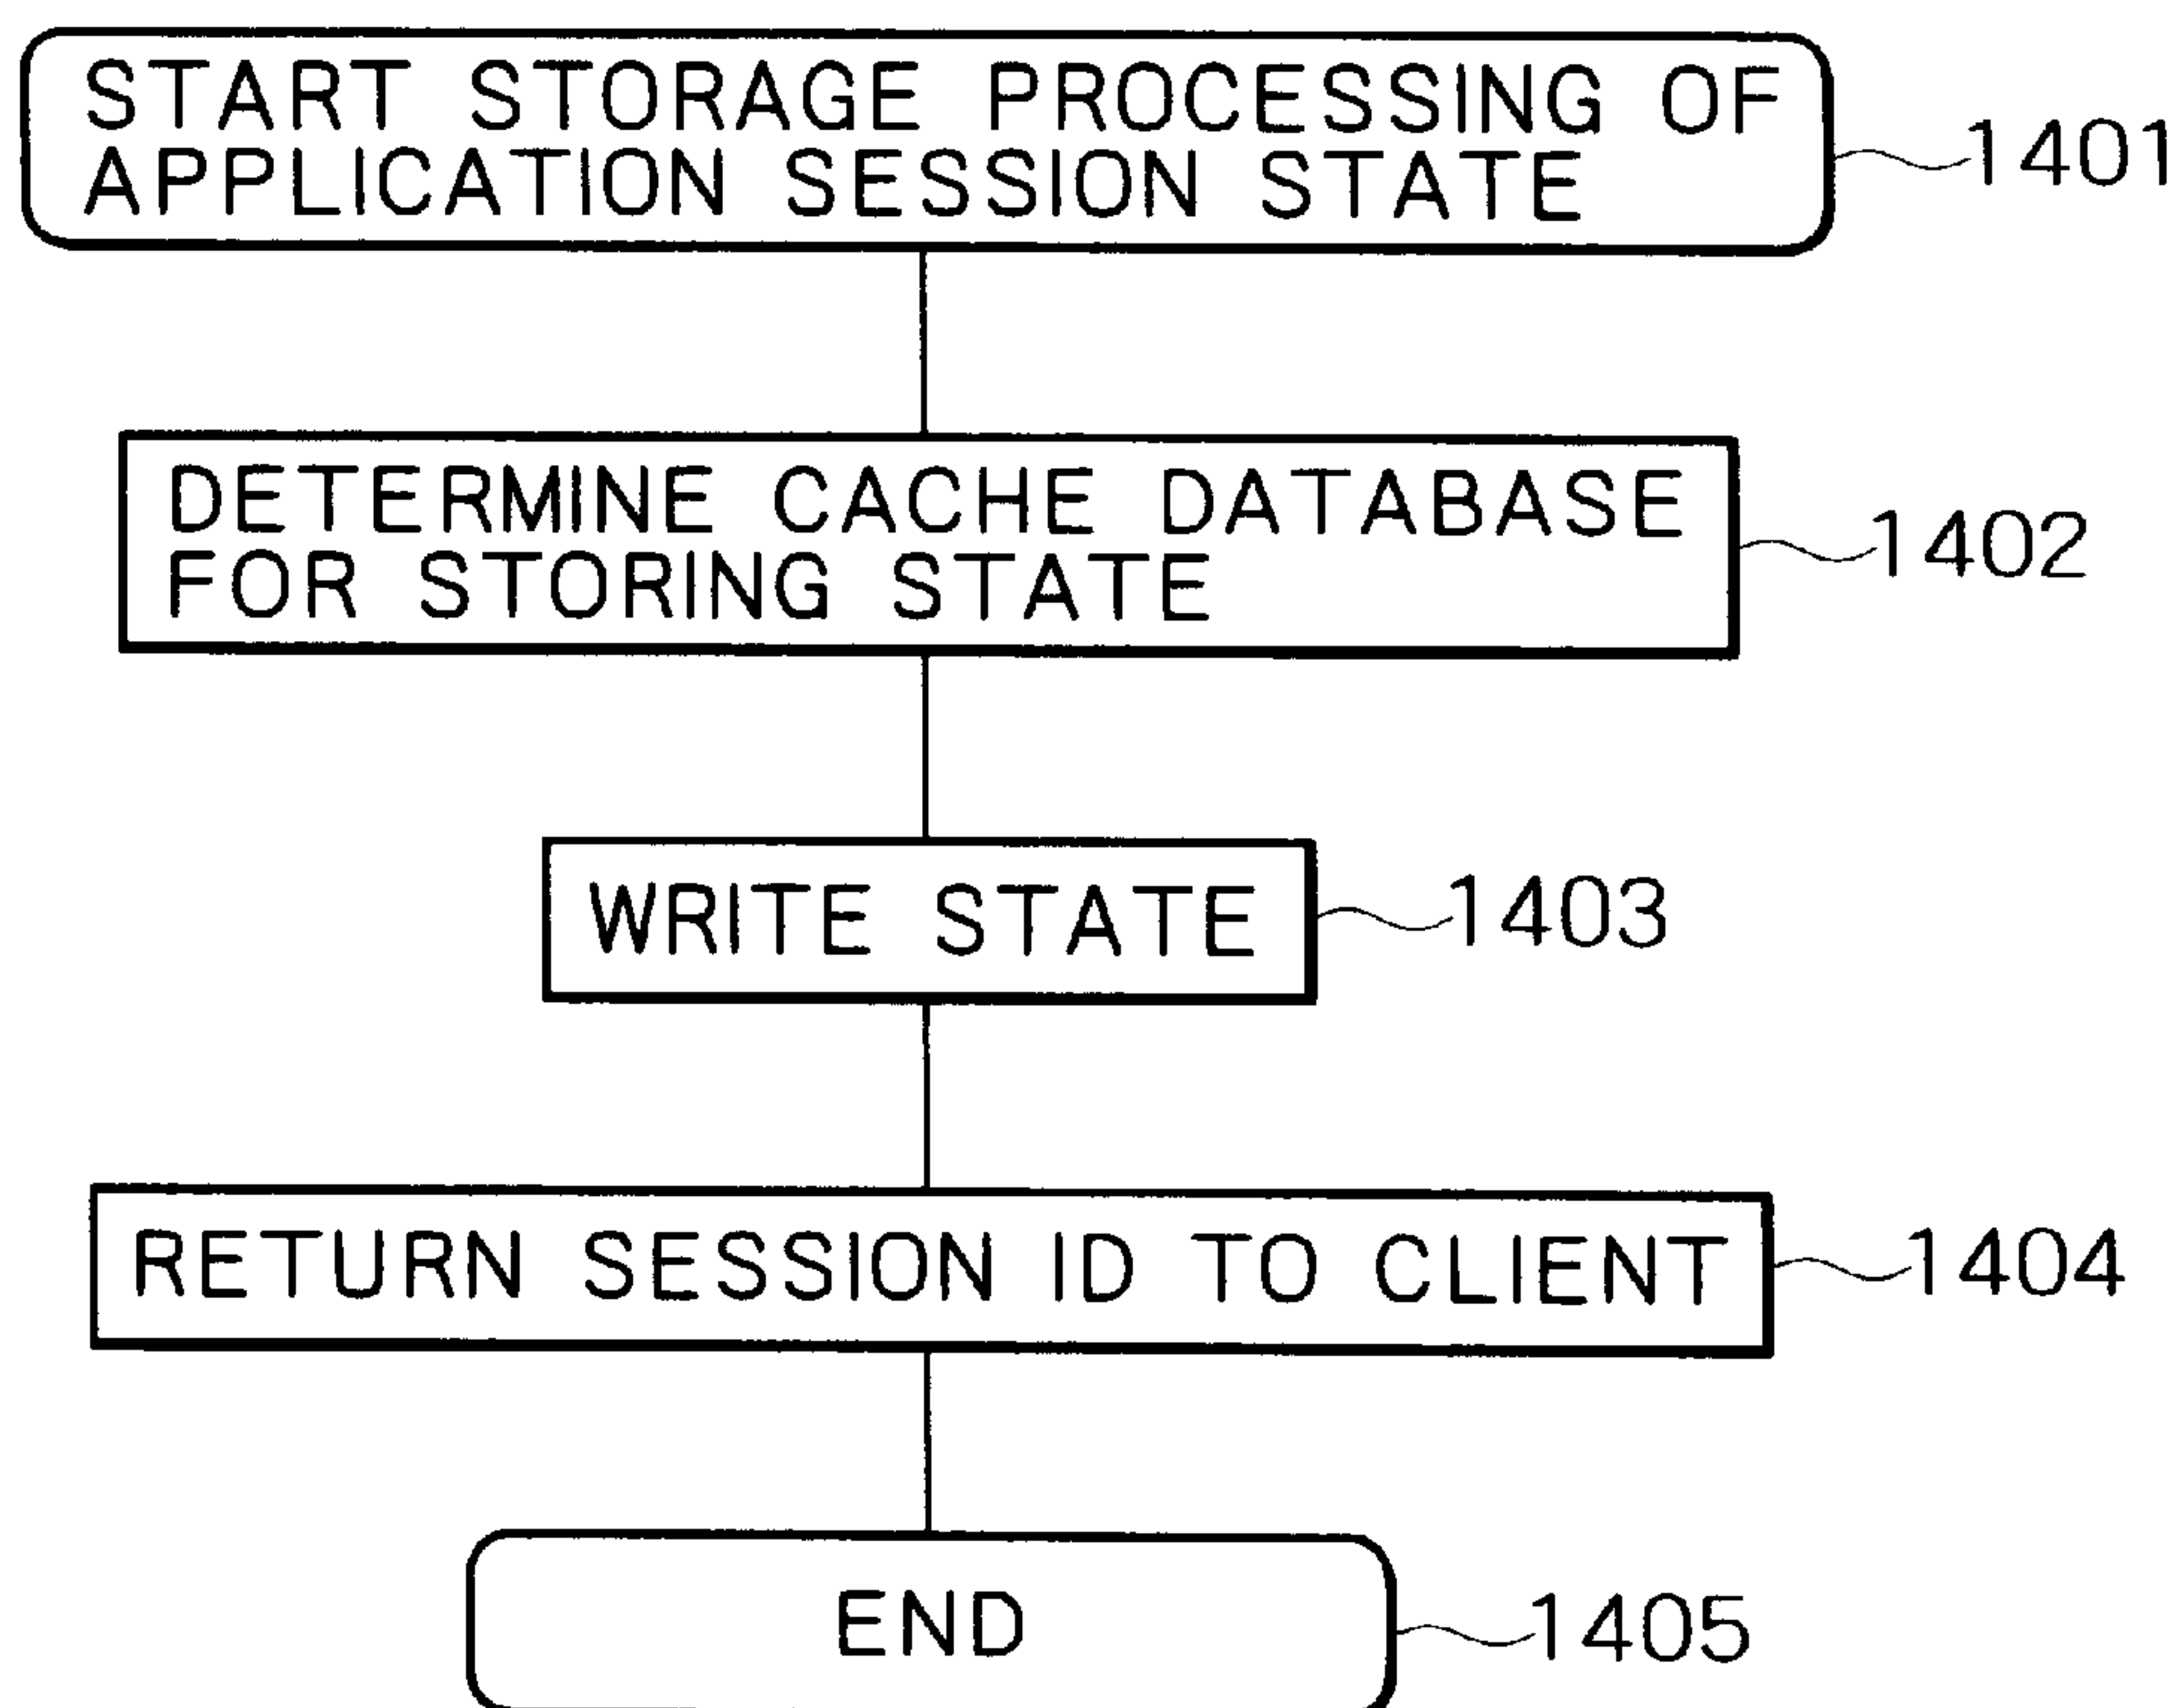 START STORAGE PROCESSING OF
APPLICATION SESSION STATE
1401
DETERMINE CACHE DATABASE
FOR STORING STATE
1402
WRITE STATE
1403
RETURN SESSION ID TO CLIENT
1404
END
1405